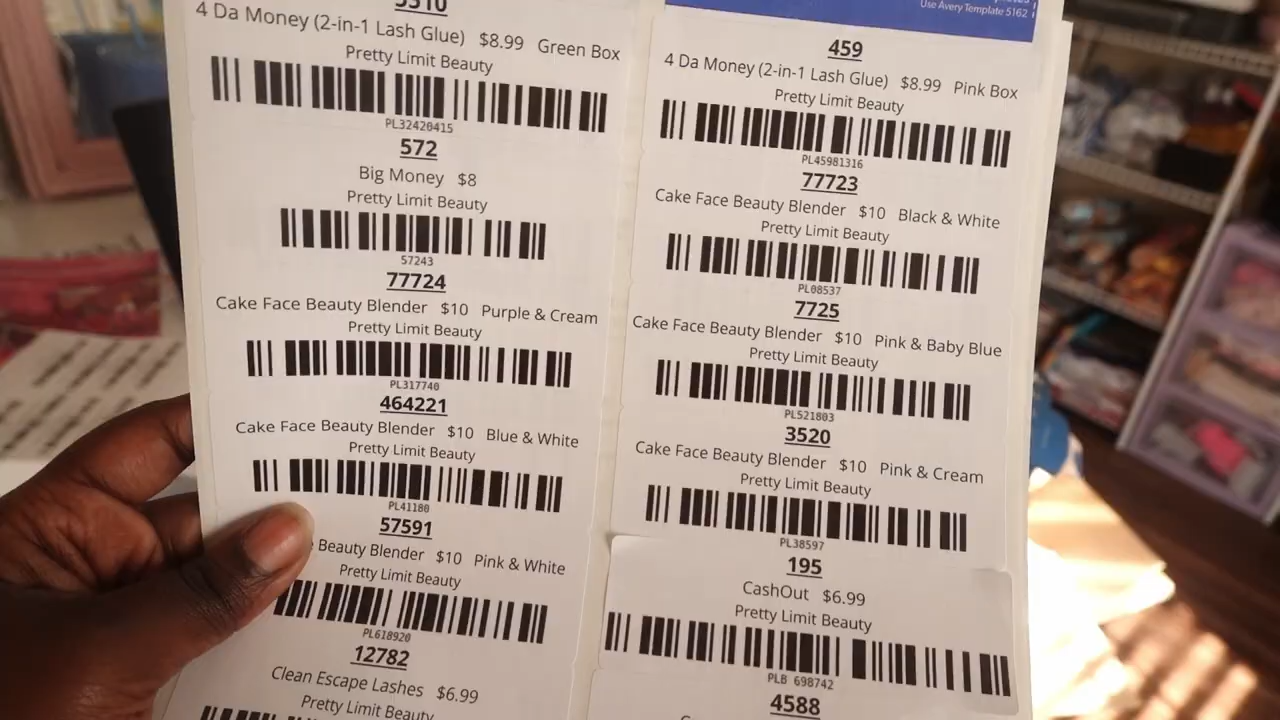 5510
4 Da Money (2-in-1 Lash Glue) $8.99 Green Box
Pretty Limit Beauty
PL32420415
572
Big Money $8
Pretty Limit Beauty
57243
77724
Cake Face Beauty Blender $10 Purple & Cream
Pretty Limit Beauty
PL317740
464221
Cake Face Beauty Blender $10 Blue & White
Pretty Limit Beauty
PL41180
57591
Beauty Blender $10 Pink & White
Pretty Limit Beauty
PL618920
12782
Clean Escape Lashes $6.99
Pretty Limit Beauty
Use Avery Template 5162
459
4 Da Money (2-in-1 Lash Glue) $8.99 Pink Box
Pretty Limit Beauty
PL45981316
77723
Cake Face Beauty Blender $10 Black & White
Pretty Limit Beauty
PL08537
7725
Cake Face Beauty Blender $10 Pink & Baby Blue
Pretty Limit Beauty
PL521803
3520
Cake Face Beauty Blender $10 Pink & Cream
Pretty Limit Beauty
PL38597
195
CashOut $6.99
Pretty Limit Beauty
PLB 698742
4588